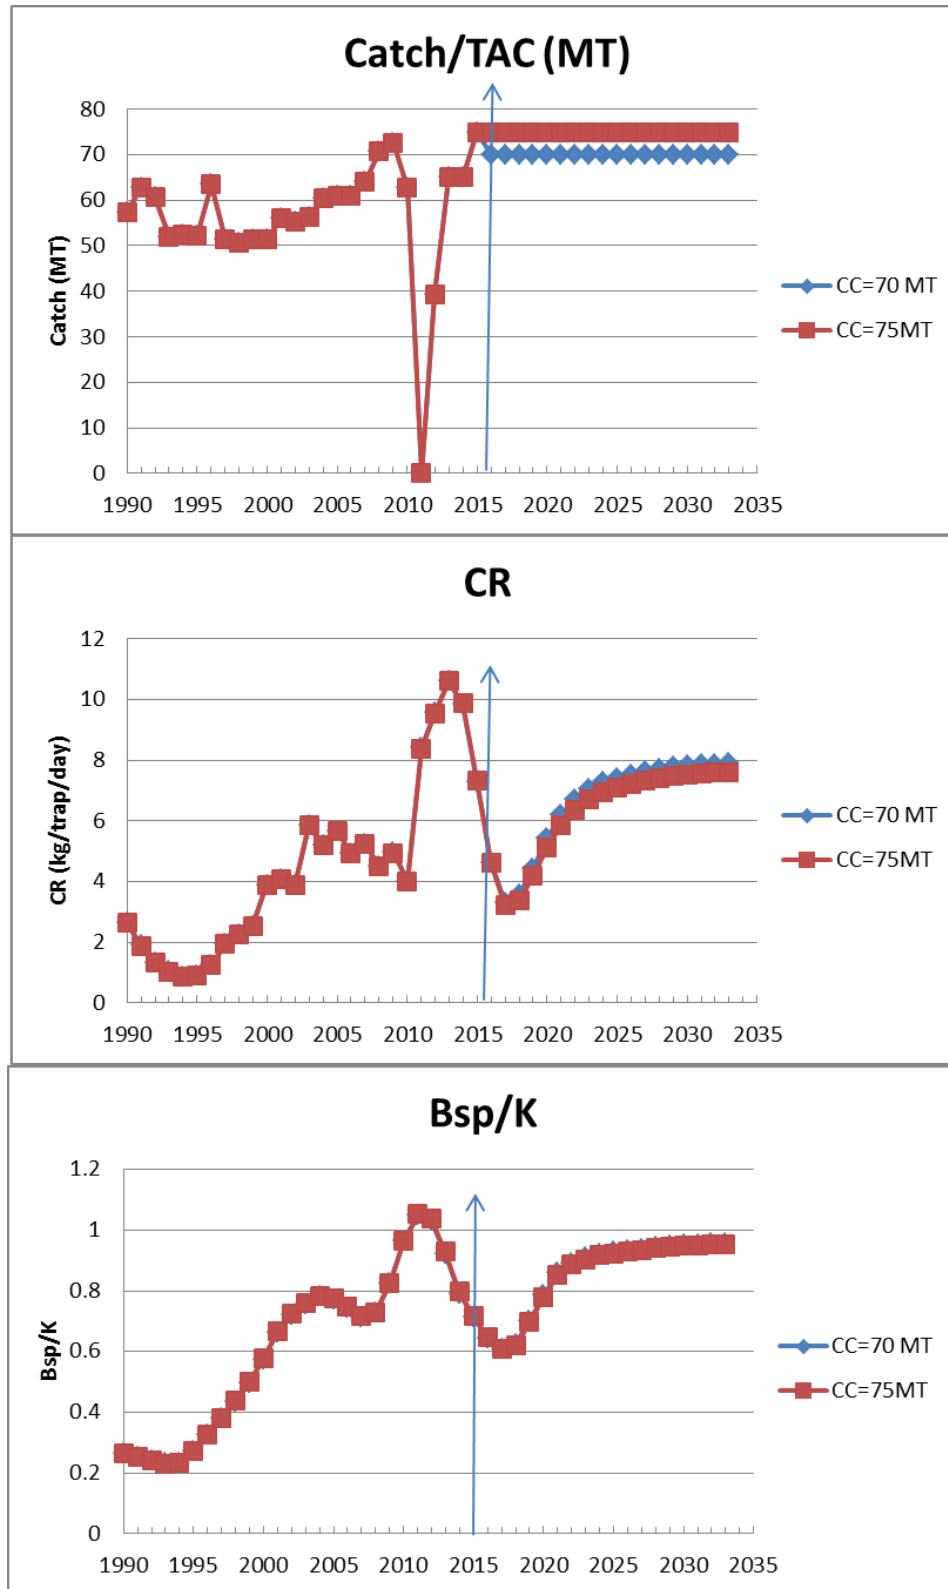 Catch/TAC (MT)
80
70
60
50
40
30
20
10
0
Catch (MT)
1990 1995 2000 2005 2010 2015 2020 2025 2030 2035
CC=70 MT
CC=75MT
CR
12
10
8
6
4
2
0
CR (kg/trap/day)
1990 1995 2000 2005 2010 2015 2020 2025 2030 2035
CC=70 MT
CC=75MT
Bsp/K
1.2
1
0.8
0.6
0.4
0.2
0
Bsp/K
1990 1995 2000 2005 2010 2015 2020 2025 2030 2035
CC=70 MT
CC=75MT